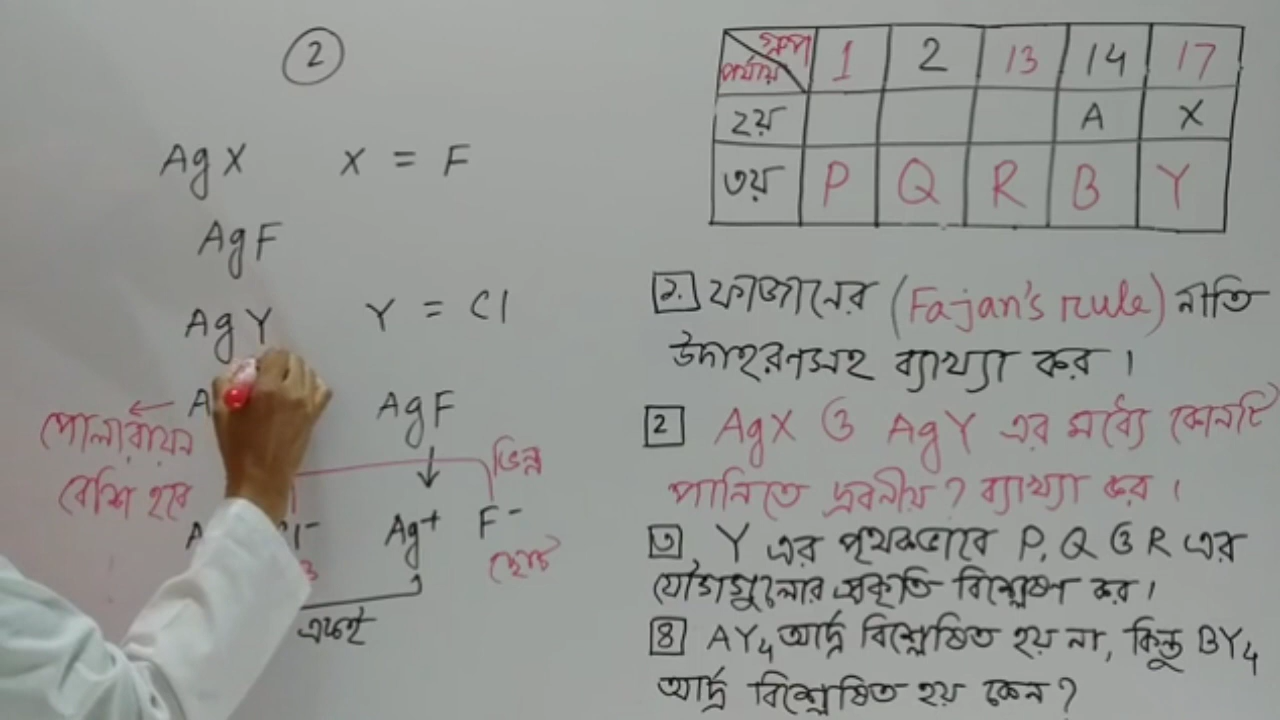 2
AgX X = F
AgF
AgY Y = Cl
AgF
পোলারায়ন
বেশি হবে
ভিন্ন
Ag+ F-
ছোট
একই
গ্রুপ
পর্যায় 1 2 13 14 17
২য় A X
৩য় P Q R B Y
১. ফাজানের (Fajan's rule) নীতি
উদাহরণসহ ব্যাখ্যা কর।
2 AgX ও AgY এর মধ্যে কোনটি
পানিতে দ্রবনীয়? ব্যাখ্যা কর।
৩ Y এর পৃথকভাবে P, Q ও R এর
যৌগগুলোর প্রকৃতি বিশ্লেষণ কর।
৪ AY4 আর্দ্র বিশ্লেষিত হয় না, কিন্তু BY4
আর্দ্র বিশ্লেষিত হয় কেন?